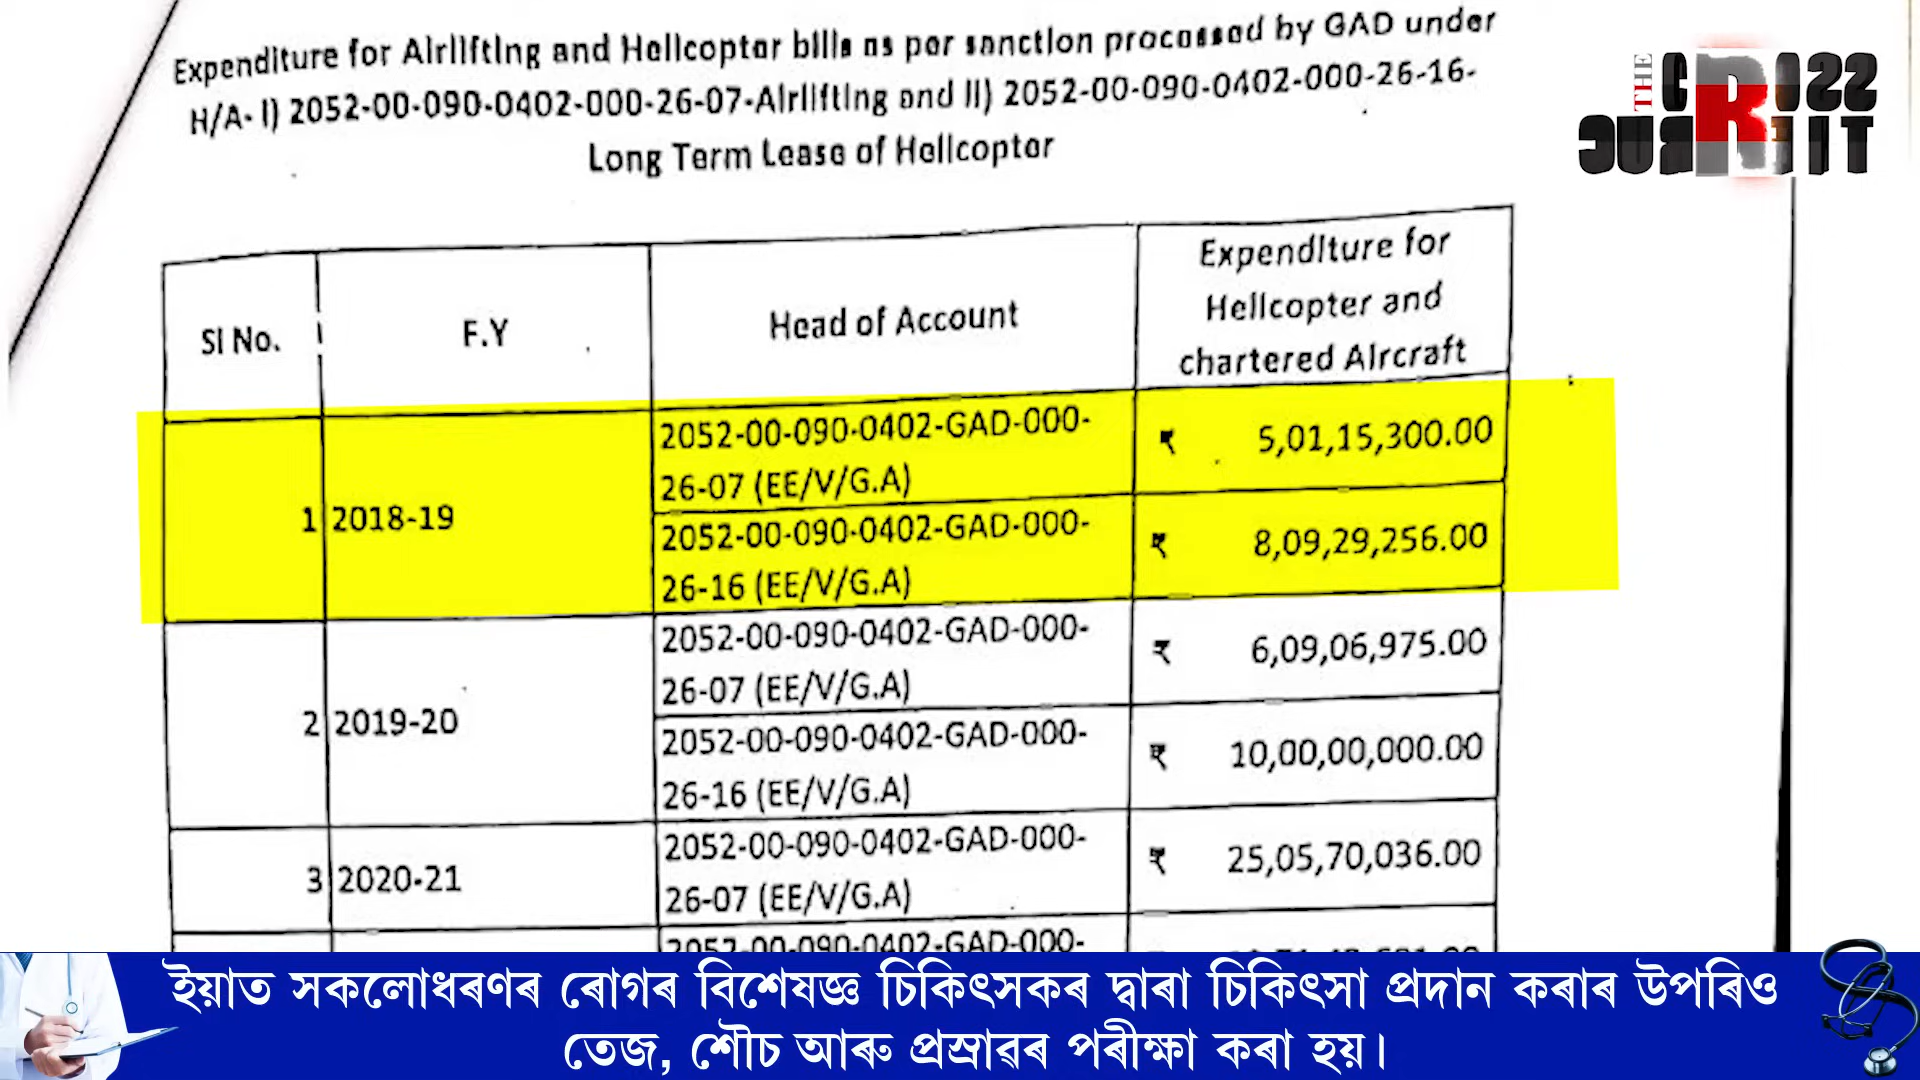 Expenditure for Airlifting and Helicopter bills as per sanction processed by GAD under
H/A- I) 2052-00-090-0402-000-26-07-Airlifting and II) 2052-00-090-0402-000-26-16-
Long Term Lease of Helicopter
THE
Sl No.
F.Y
Head of Account
Expenditure for
Helicopter and
chartered Aircraft
1 2018-19
2052-00-090-0402-GAD-000-
26-07 (EE/V/G.A)
₹ 5,01,15,300.00
2052-00-090-0402-GAD-000-
26-16 (EE/V/G.A)
₹ 8,09,29,256.00
2 2019-20
2052-00-090-0402-GAD-000-
26-07 (EE/V/G.A)
₹ 6,09,06,975.00
2052-00-090-0402-GAD-000-
26-16 (EE/V/G.A)
₹ 10,00,00,000.00
3 2020-21
2052-00-090-0402-GAD-000-
26-07 (EE/V/G.A)
₹ 25,05,70,036.00
2052-00-090-0402-GAD-000-
ইয়াত সকলোধৰণৰ ৰোগৰ বিশেষজ্ঞ চিকিৎসকৰ দ্বাৰা চিকিৎসা প্ৰদান কৰাৰ উপৰিও
তেজ, শৌচ আৰু প্ৰস্ৰাৱৰ পৰীক্ষা কৰা হয়।